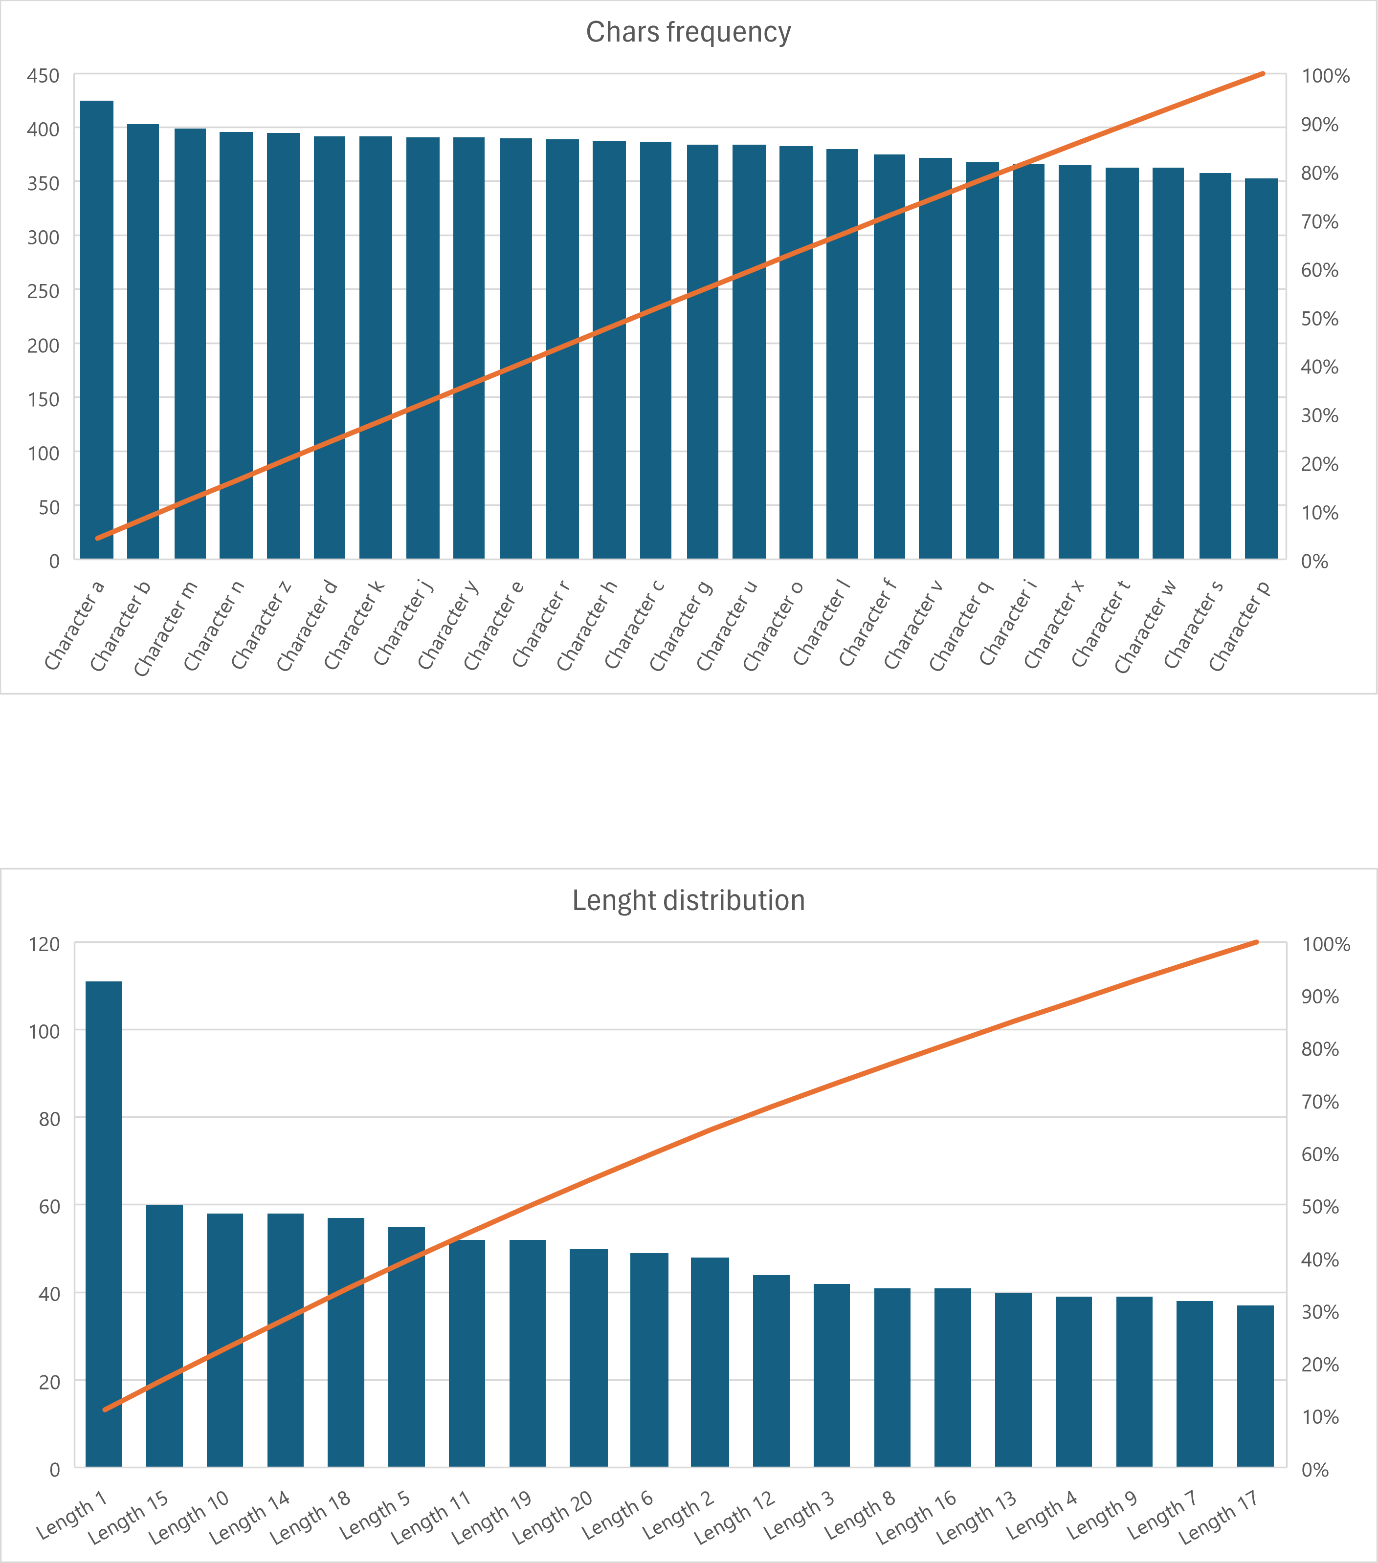 Chars frequency
450
400
350
300
250
200
150
100
50
0
100%
90%
80%
70%
60%
50%
40%
30%
20%
10%
0%
Character a
Character b
Character m
Character n
Character z
Character d
Character k
Character j
Character y
Character e
Character r
Character h
Character c
Character g
Character u
Character o
Character l
Character f
Character v
Character q
Character i
Character x
Character t
Character w
Character s
Character p
Lenght distribution
120
100
80
60
40
20
0
100%
90%
80%
70%
60%
50%
40%
30%
20%
10%
0%
Length 1
Length 15
Length 10
Length 14
Length 18
Length 5
Length 11
Length 19
Length 20
Length 6
Length 2
Length 12
Length 3
Length 8
Length 16
Length 13
Length 4
Length 9
Length 7
Length 17